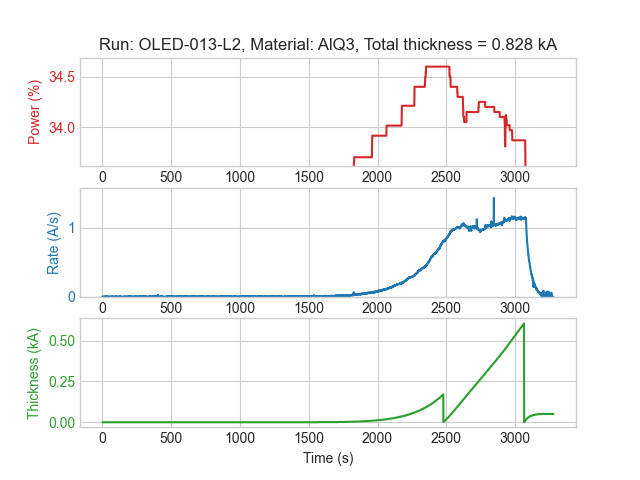 Run: OLED-013-L2, Material: AlQ3, Total thickness = 0.828 kA
34.5
34.0
Power (%)
0 500 1000 1500 2000 2500 3000
1
0
Rate (A/s)
0 500 1000 1500 2000 2500 3000
0.50
0.25
0.00
Thickness (kA)
0 500 1000 1500 2000 2500 3000
Time (s)